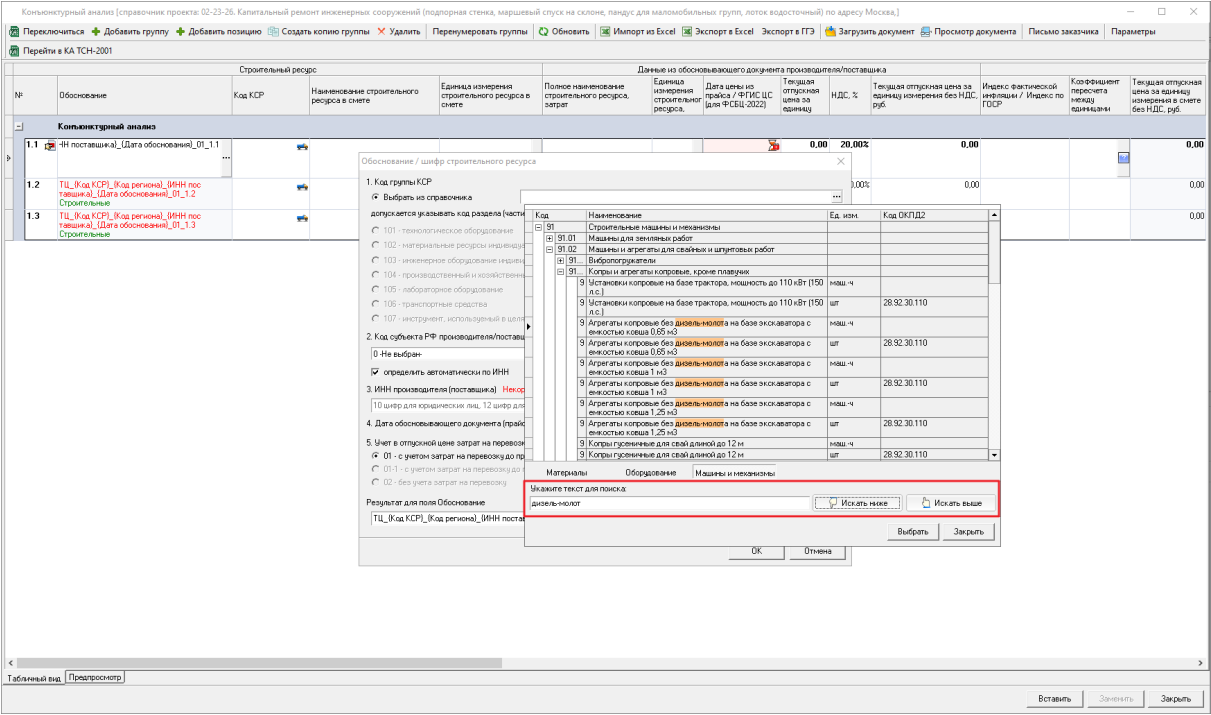 Конъюнктурный анализ [справочник проекта: 02-23-26. Капитальный ремонт инженерных сооружений (подпорная стенка, маршевый спуск на склоне, пандус для маломобильных групп, лоток водосточный) по адресу Москва,]
Переключиться Добавить группу Добавить позицию Создать копию группы Удалить Перенумеровать группы Обновить Импорт из Excel Экспорт в Excel Экспорт в ГГЭ Загрузить документ Просмотр документа Письмо заказчика Параметры
Перейти в КА ТСН-2001
Строительный ресурс
Данные из обосновывающего документа производителя/поставщика
№
Обоснование
Код КСР
Наименование строительного
ресурса в смете
Единица измерения
строительного ресурса в
смете
Полное наименование
строительного ресурса,
затрат
Единица
измерения
строительног
ресурса,
Дата цены из
прайса / ФГИС ЦС
(для ФСБЦ-2022)
Текущая
отпускная
цена за
единицу
НДС, %
Текущая отпускная цена за
единицу измерения без НДС,
руб.
Индекс фактической
инфляции / Индекс по
ГОСР
Коэффициент
пересчета
между
единицами
Текущая отпускная
цена за единицу
измерения в смете
без НДС, руб.
Конъюнктурный анализ
1.1 НН поставщика}_{Дата обоснования}_01_1.1 ... 0,00 20,00% 0,00 0,00
1.2 ТЦ_{Код КСР}_{Код региона}_{ИНН пос
тавщика}_{Дата обоснования}_01_1.2
Строительные
0,00% 0,00 0,00
1.3 ТЦ_{Код КСР}_{Код региона}_{ИНН пос
тавщика}_{Дата обоснования}_01_1.3
Строительные
0,00
Обоснование / шифр строительного ресурса
1. Код группы КСР
Выбрать из справочника
...
допускается указывать код раздела (части
101 - технологическое оборудование
102 - материальные ресурсы индивидуа
103 - инженерное оборудование индиви
104 - производственный и хозяйственн
105 - лабораторное оборудование
106 - транспортные средства
107 - инструмент, используемый в целя
2. Код субъекта РФ производителя/поставщ
0 -Не выбран-
определить автоматически по ИНН
3. ИНН производителя (поставщика) Некор
10 цифр для юридических лиц, 12 цифр для
4. Дата обосновывающего документа (прайс
5. Учет в отпускной цене затрат на перевозк
01 - с учетом затрат на перевозку до пр
01-1 - с учетом затрат на перевозку до
02 - без учета затрат на перевозку
Результат для поля Обоснование
ТЦ_{Код КСР}_{Код региона}_{ИНН постав
OK Отмена
Код Наименование Ед. изм. Код ОКПД2
91 Строительные машины и механизмы
91.01 Машины для земляных работ
91.02 Машины и агрегаты для свайных и шпунтовых работ
91... Вибропогружатели
91... Копры и агрегаты копровые, кроме плавучих
9 Установки копровые на базе трактора, мощность до 110 кВт (150
л.с.) маш.-ч
9 Установки копровые на базе трактора, мощность до 110 кВт (150
л.с.) шт 28.92.30.110
9 Агрегаты копровые без дизель-молота на базе экскаватора с
емкостью ковша 0,65 м3 маш.-ч
9 Агрегаты копровые без дизель-молота на базе экскаватора с
емкостью ковша 0,65 м3 шт 28.92.30.110
9 Агрегаты копровые без дизель-молота на базе экскаватора с
емкостью ковша 1 м3 маш.-ч
9 Агрегаты копровые без дизель-молота на базе экскаватора с
емкостью ковша 1 м3 шт 28.92.30.110
9 Агрегаты копровые без дизель-молота на базе экскаватора с
емкостью ковша 1,25 м3 маш.-ч
9 Агрегаты копровые без дизель-молота на базе экскаватора с
емкостью ковша 1,25 м3 шт 28.92.30.110
9 Копры гусеничные для свай длиной до 12 м маш.-ч
9 Копры гусеничные для свай длиной до 12 м шт 28.92.30.110
Материалы Оборудование Машины и механизмы
Укажите текст для поиска:
дизель-молот
Искать ниже Искать выше
Выбрать Закрыть
Табличный вид Предпросмотр
Вставить Заменить Закрыть